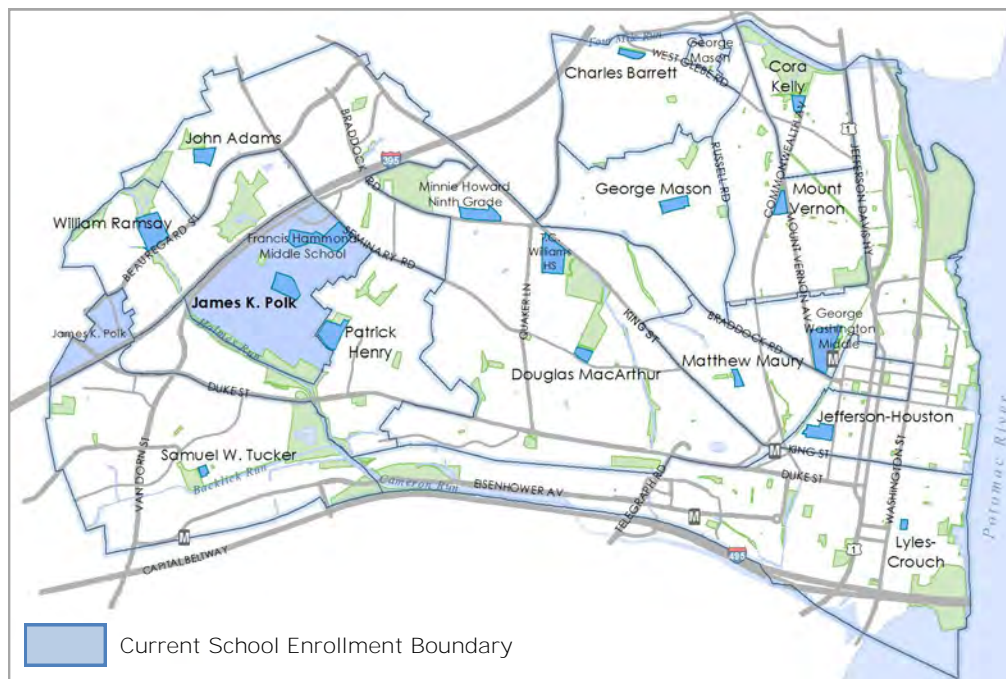 Four Mile Run
George
Mason
WEST GLEBE RD
Charles Barrett
Cora
Kelly
COMMONWEALTH AV
1
JEFFERSON DAVIS HY
John Adams
BRADDOCK RD
395
Minnie Howard
Ninth Grade
George Mason
RUSSELL RD
Mount
Vernon
MOUNT VERNON AV
William Ramsay
BEAUREGARD ST
Francis Hammond
Middle School
SEMINARY RD
T.C.
Williams
HS
James K. Polk
James K. Polk
Holmes Run
Patrick
Henry
QUAKER LN
KING ST
BRADDOCK RD
George
Washington
Middle
M
Matthew Maury
Douglas MacArthur
DUKE ST
Jefferson-Houston
M
KING ST
DUKE ST
WASHINGTON ST
Potomac River
Samuel W. Tucker
Backlick Run
VAN DORN ST
Cameron Run
EISENHOWER AV
TELEGRAPH RD
M
M
495
1
Lyles-
Crouch
CAPITAL BELTWAY
Current School Enrollment Boundary